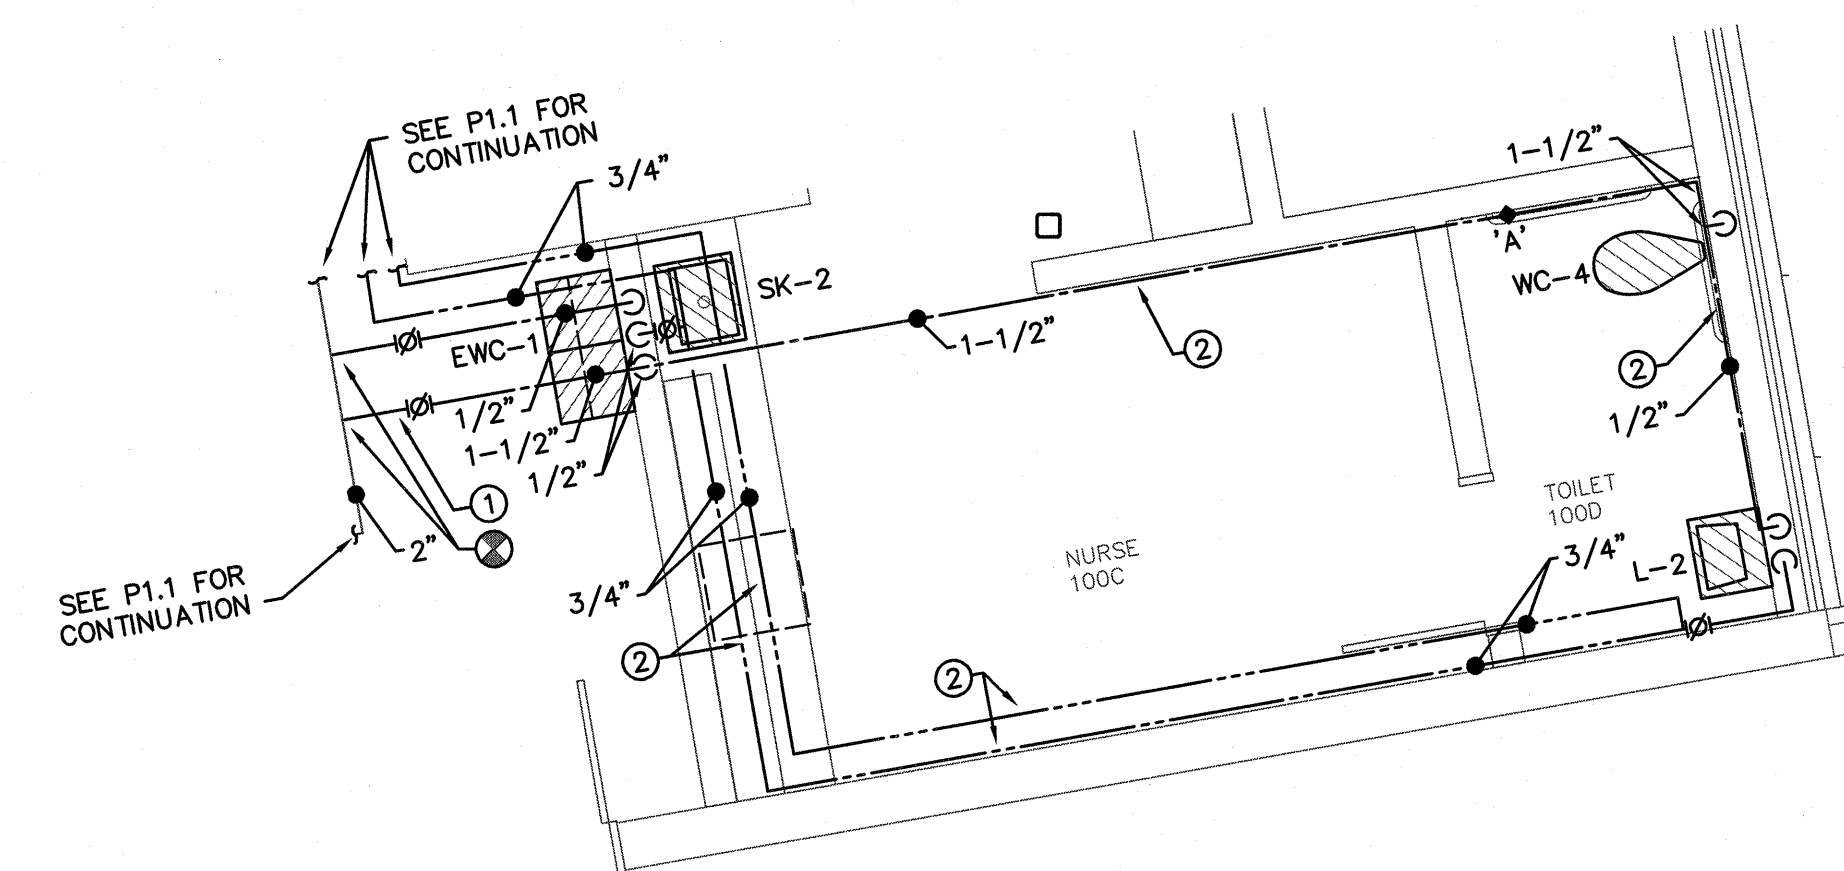 SEE P1.1 FOR
CONTINUATION
3/4"
1-1/2"
'A'
WC-4
SK-2
EWC-1
1-1/2"
2
2
1/2"
1/2"
1-1/2"
1/2"
1
2"
TOILET
100D
NURSE
100C
3/4"
L-2
SEE P1.1 FOR
CONTINUATION
3/4"
2
2